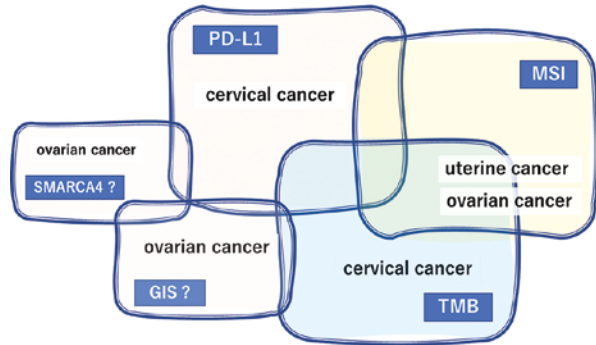 PD-L1
MSI
cervical cancer
ovarian cancer
SMARCA4 ?
uterine cancer
ovarian cancer
ovarian cancer
cervical cancer
GIS ?
TMB